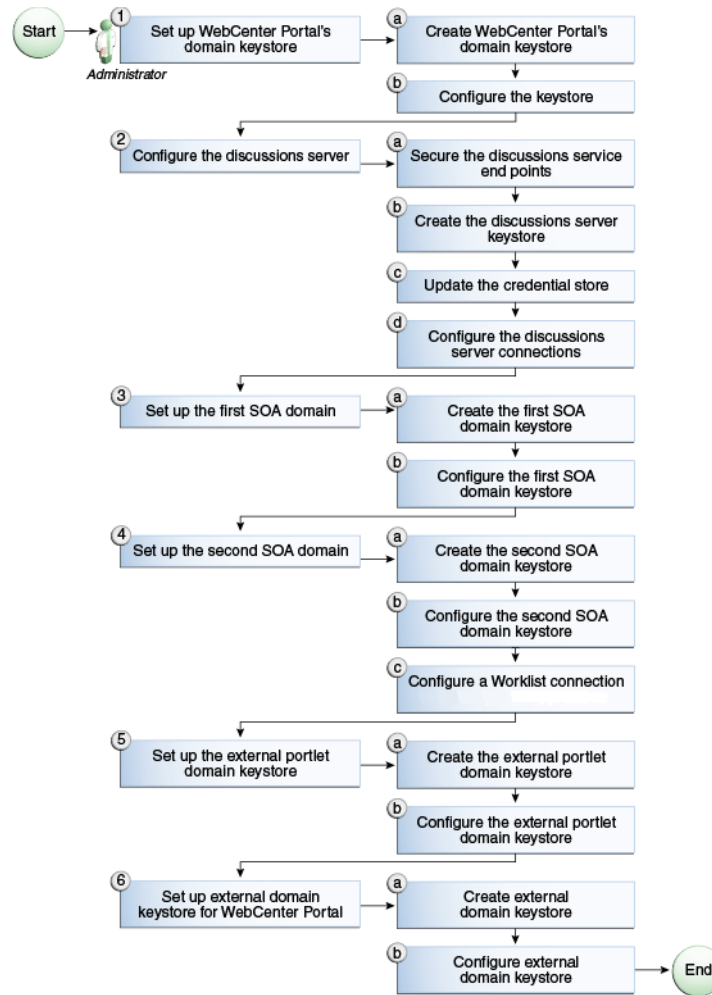 Start
1
Administrator
Set up WebCenter Portal's
domain keystore
a
Create WebCenter Portal's
domain keystore
b
Configure the keystore
2
Configure the discussions server
a
Secure the discussions service
end points
b
Create the discussions server
keystore
c
Update the credential store
d
Configure the discussions
server connections
3
Set up the first SOA domain
a
Create the first SOA
domain keystore
b
Configure the first SOA
domain keystore
4
Set up the second SOA domain
a
Create the second SOA
domain keystore
b
Configure the second SOA
domain keystore
c
Configure a Worklist connection
5
Set up the external portlet
domain keystore
a
Create the external portlet
domain keystore
b
Configure the external portlet
domain keystore
6
Set up external domain
keystore for WebCenter Portal
a
Create external
domain keystore
b
Configure external
domain keystore
End